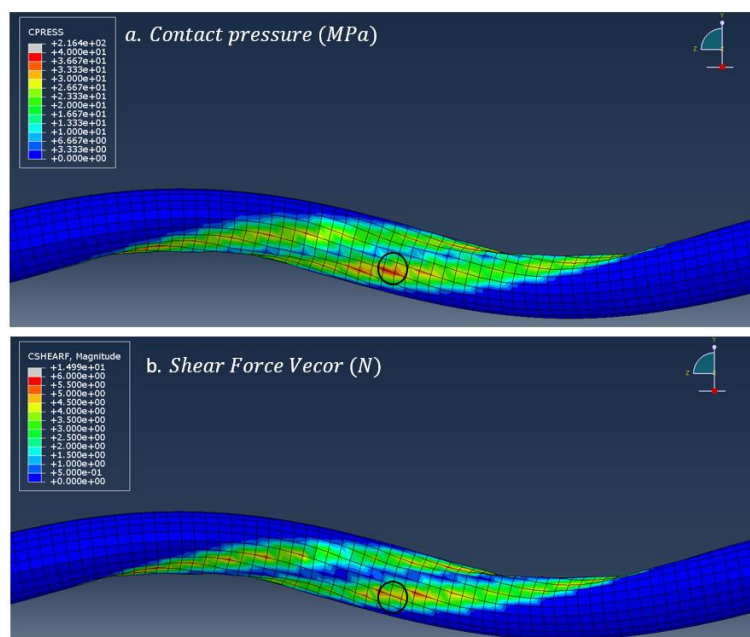 CPRESS
+2.164e+02
+4.000e+01
+3.667e+01
+3.333e+01
+3.000e+01
+2.667e+01
+2.333e+01
+2.000e+01
+1.667e+01
+1.333e+01
+1.000e+01
+6.667e+00
+3.333e+00
+0.000e+00
a. Contact pressure (MPa)
Y
Z
CSHEARF, Magnitude
+1.499e+01
+6.000e+00
+5.500e+00
+5.000e+00
+4.500e+00
+4.000e+00
+3.500e+00
+3.000e+00
+2.500e+00
+2.000e+00
+1.500e+00
+1.000e+00
+5.000e-01
+0.000e+00
b. Shear Force Vecor (N)
Y
Z